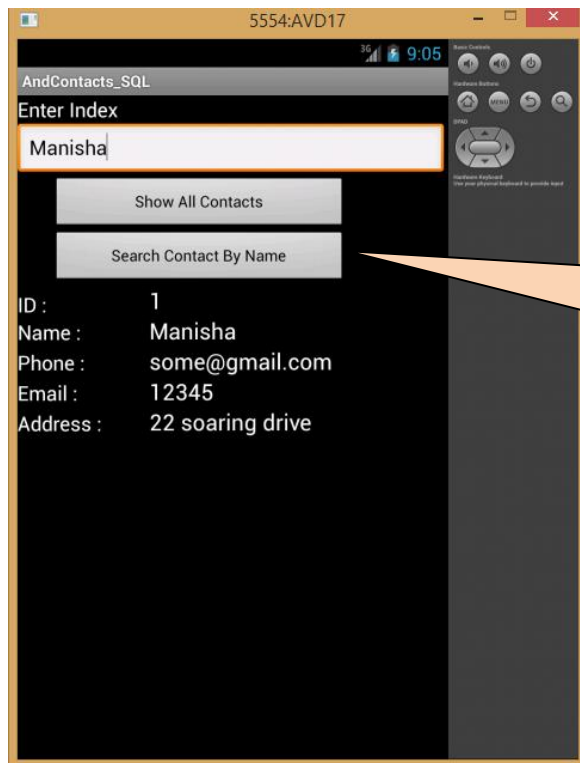 5554:AVD17
3G 9:05
AndContacts_SQL
Enter Index
Manisha
Show All Contacts
Search Contact By Name
ID : 1
Name : Manisha
Phone : some@gmail.com
Email : 12345
Address : 22 soaring drive
Basic Controls
Hardware Buttons
MENU
DPAD
Hardware Keyboard
Use your physical keyboard to provide input